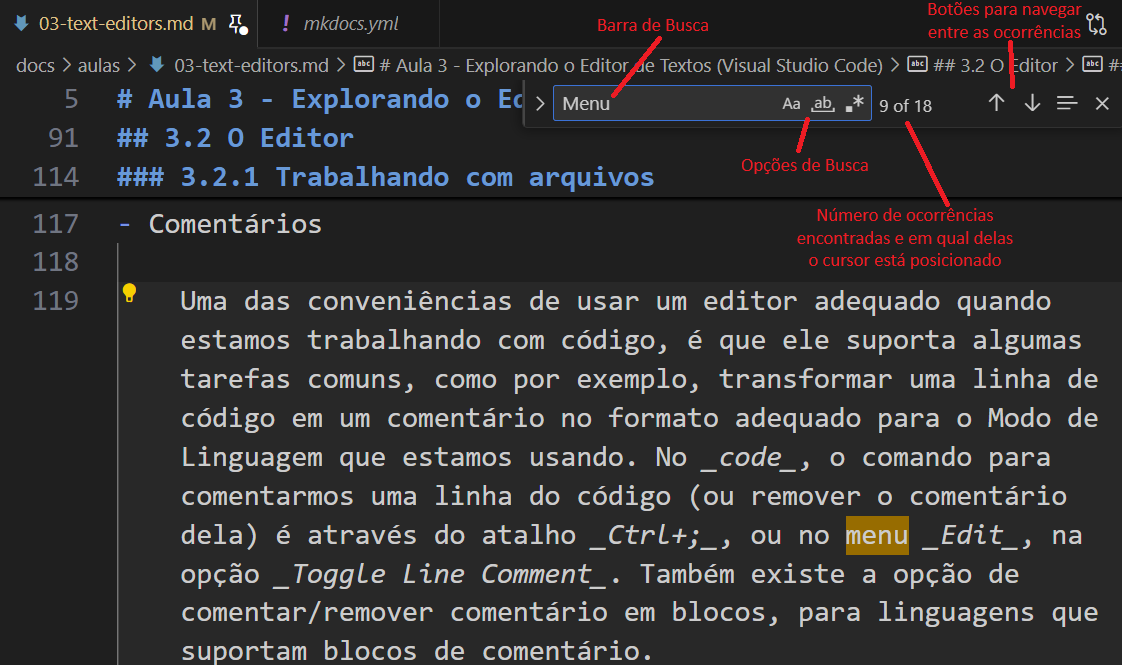 03-text-editors.md M
! mkdocs.yml
Barra de Busca
Botões para navegar
entre as ocorrências
docs > aulas > 03-text-editors.md > abc # Aula 3 - Explorando o Editor de Textos (Visual Studio Code) > abc ## 3.2 O Editor > abc ##
5 # Aula 3 - Explorando o Ed
> Menu Aa ab .* 9 of 18
91 ## 3.2 O Editor
Opções de Busca
114 ### 3.2.1 Trabalhando com arquivos
Número de ocorrências
encontradas e em qual delas
o cursor está posicionado
117 - Comentários
118
119 Uma das conveniências de usar um editor adequado quando
estamos trabalhando com código, é que ele suporta algumas
tarefas comuns, como por exemplo, transformar uma linha de
código em um comentário no formato adequado para o Modo de
Linguagem que estamos usando. No _code_, o comando para
comentarmos uma linha do código (ou remover o comentário
dela) é através do atalho _Ctrl+;_, ou no menu _Edit_, na
opção _Toggle Line Comment_. Também existe a opção de
comentar/remover comentário em blocos, para linguagens que
suportam blocos de comentário.